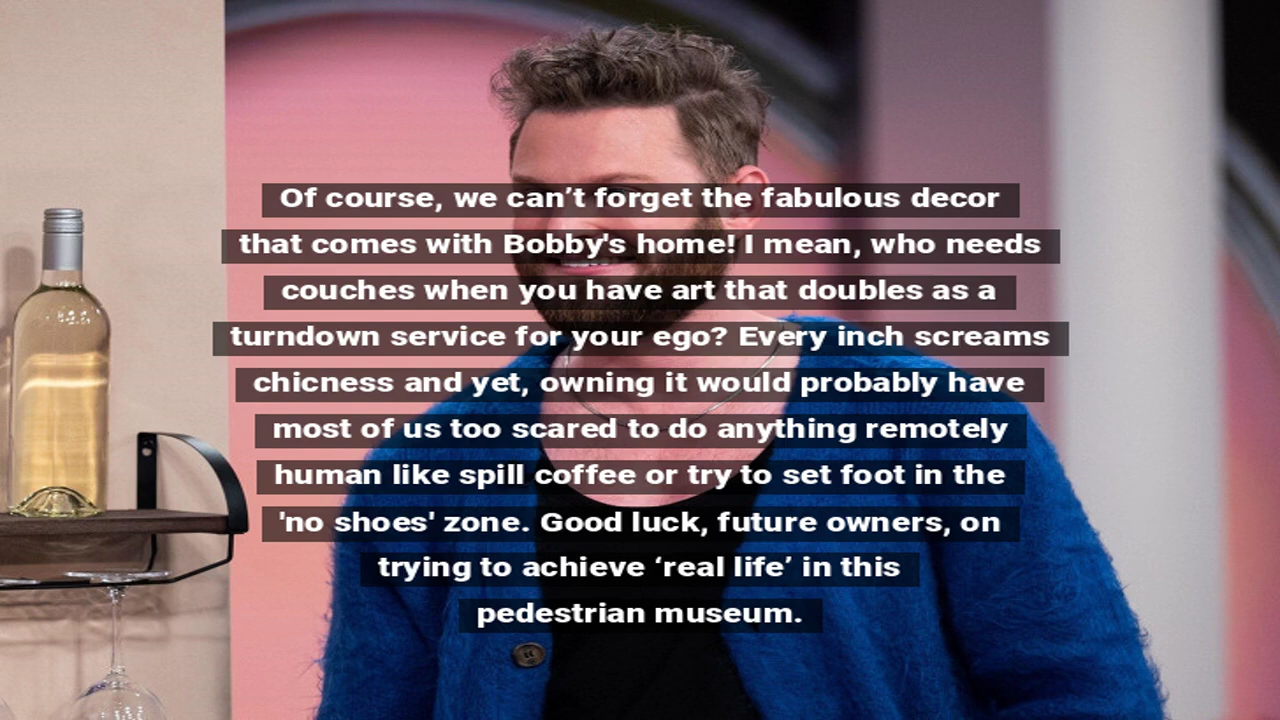 Of course, we can’t forget the fabulous decor
that comes with Bobby's home! I mean, who needs
couches when you have art that doubles as a
turndown service for your ego? Every inch screams
chicness and yet, owning it would probably have
most of us too scared to do anything remotely
human like spill coffee or try to set foot in the
'no shoes' zone. Good luck, future owners, on
trying to achieve ‘real life’ in this
pedestrian museum.